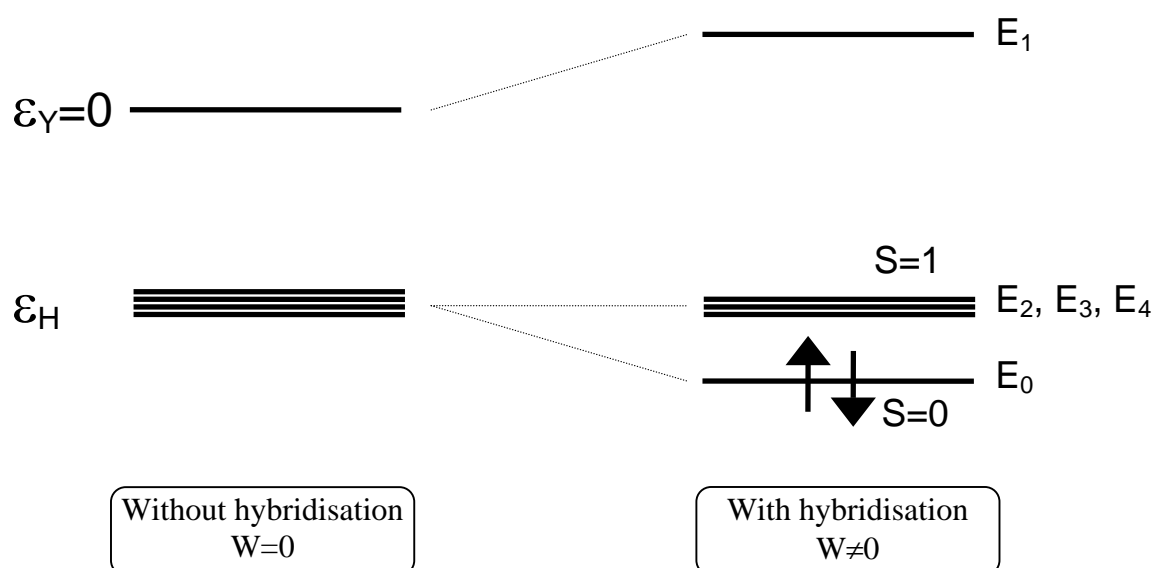 E₁
εY=0
S=1
εH
E₂, E₃, E₄
E₀
S=0
Without hybridisation
W=0
With hybridisation
W≠0